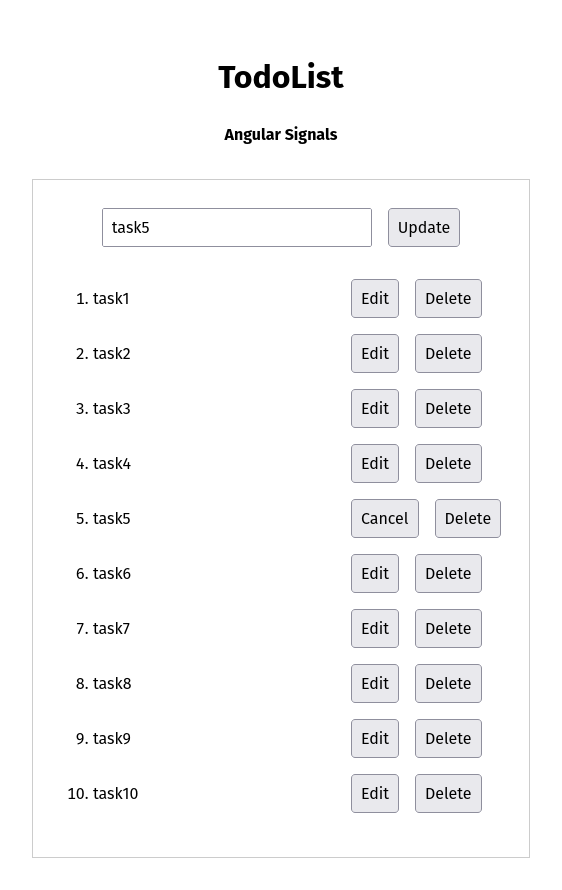 TodoList
Angular Signals
task5 Update
1. task1 Edit Delete
2. task2 Edit Delete
3. task3 Edit Delete
4. task4 Edit Delete
5. task5 Cancel Delete
6. task6 Edit Delete
7. task7 Edit Delete
8. task8 Edit Delete
9. task9 Edit Delete
10. task10 Edit Delete